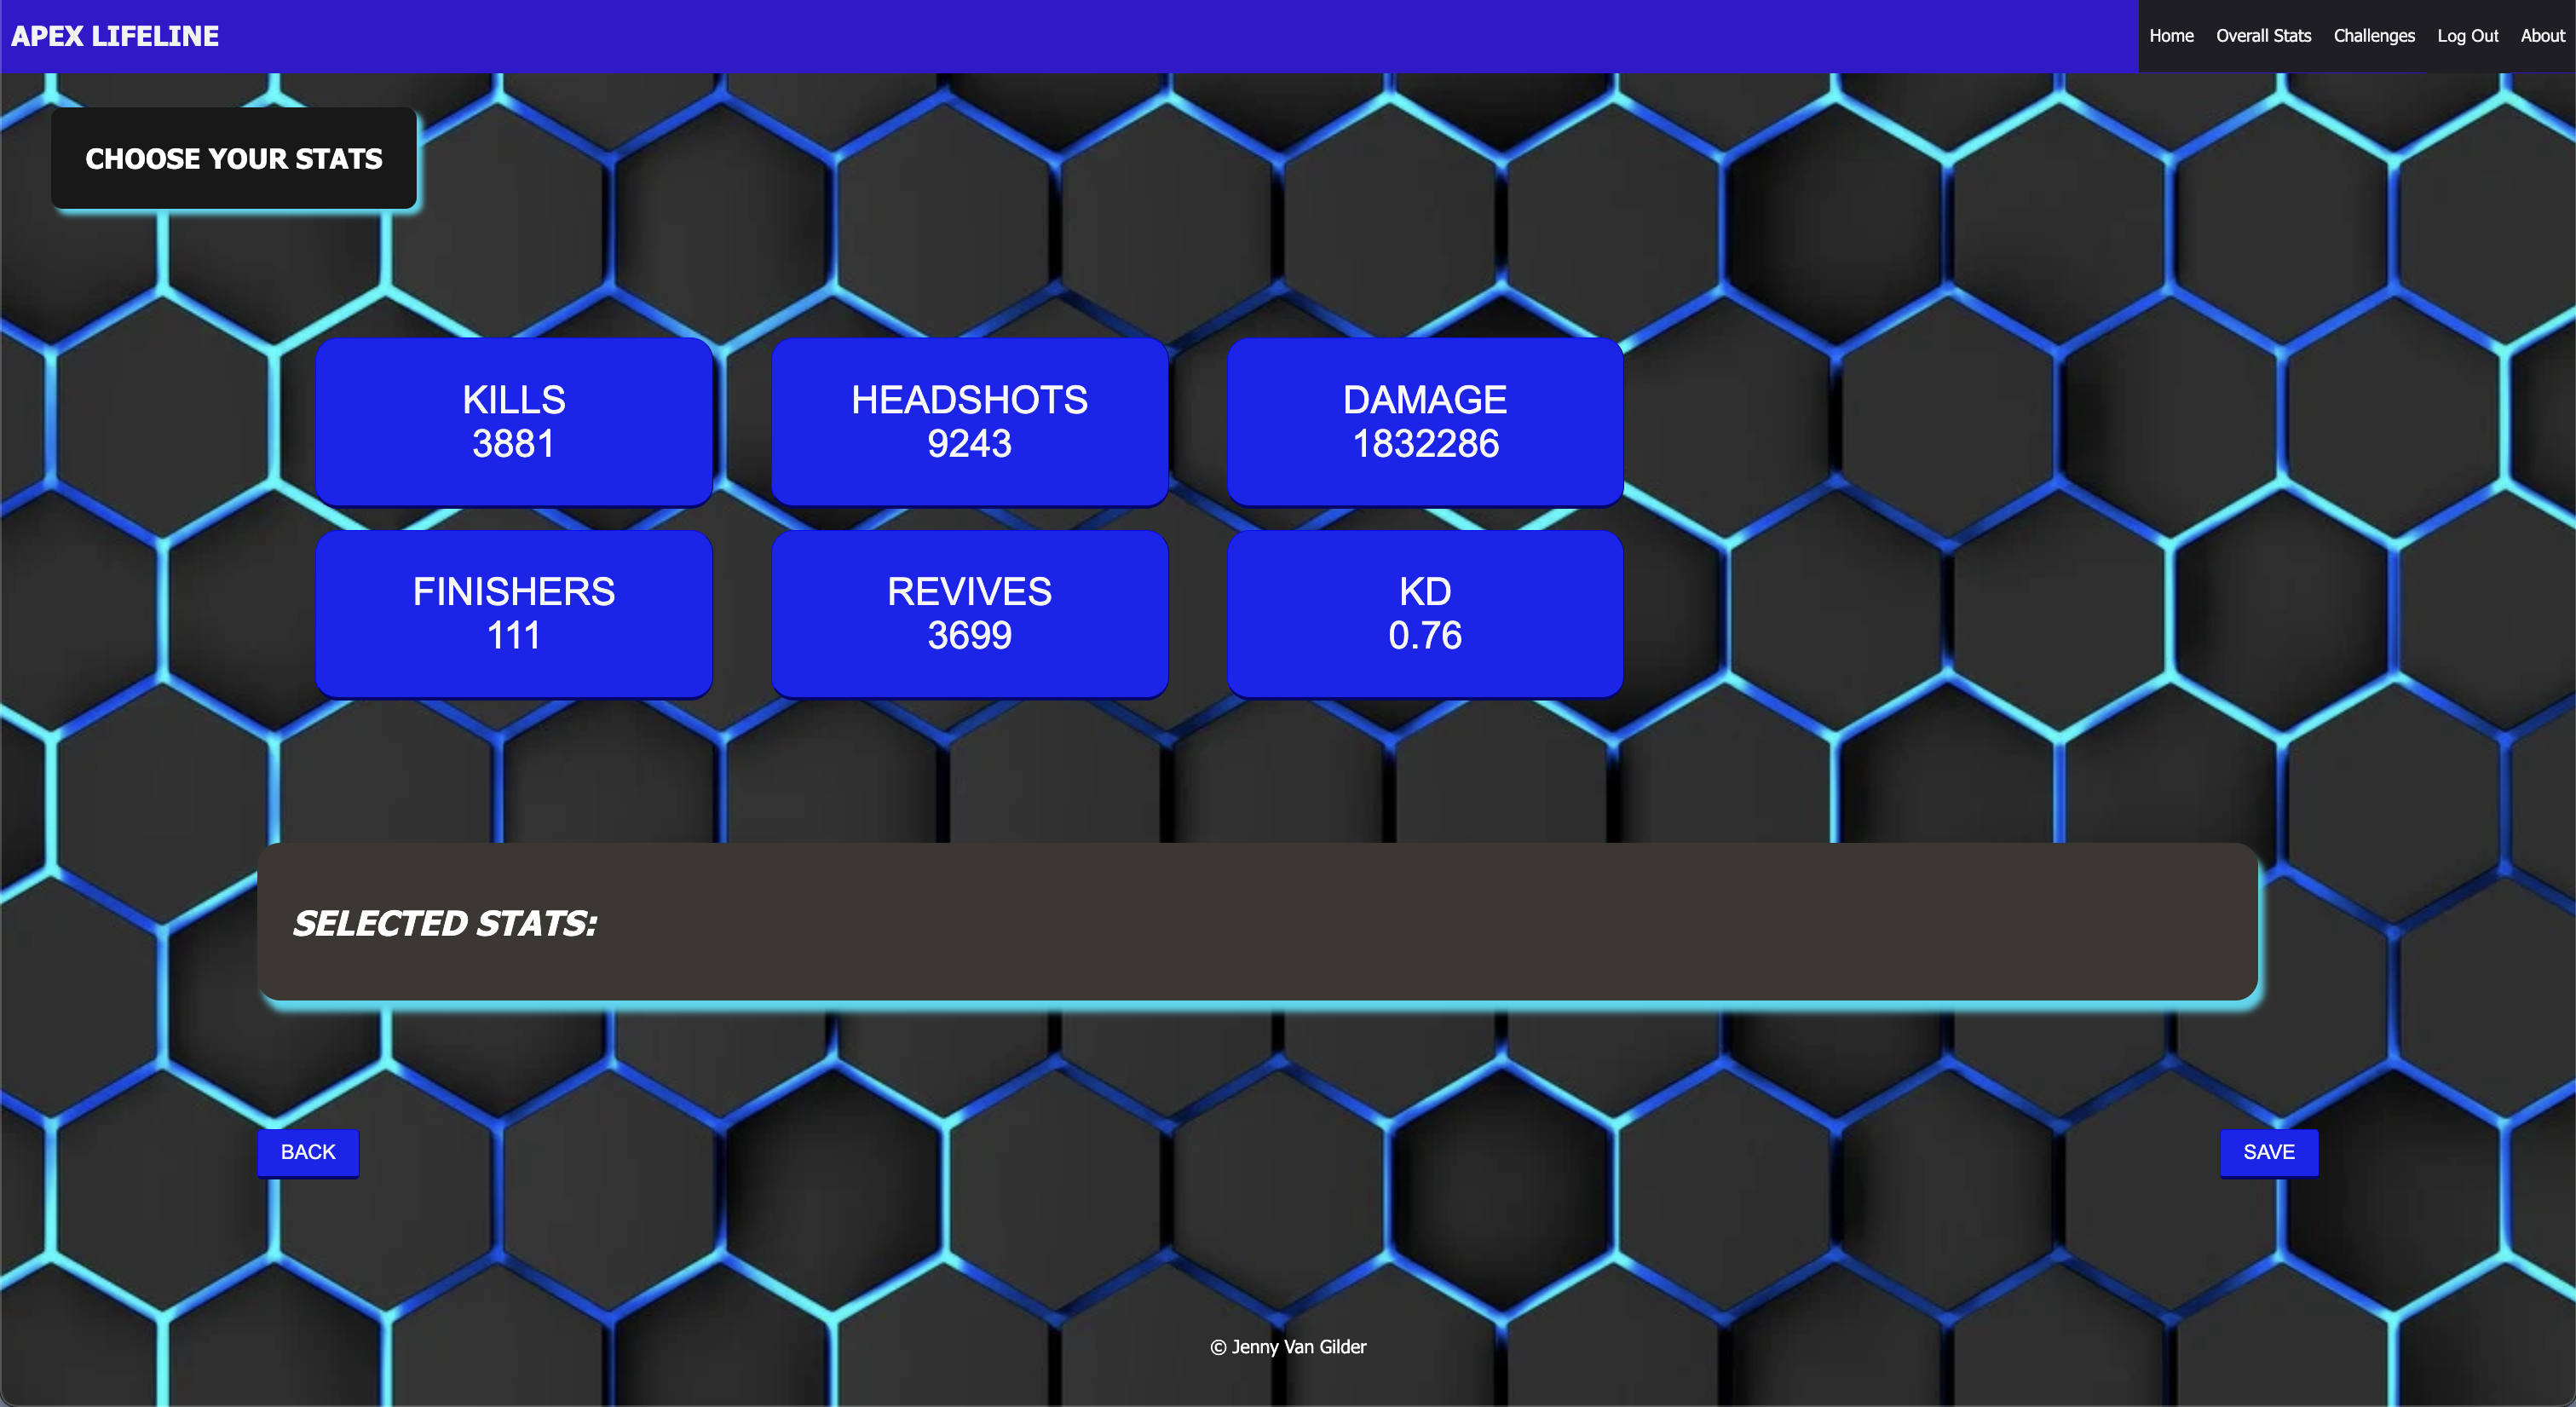 APEX LIFELINE
Home Overall Stats Challenges Log Out About
CHOOSE YOUR STATS
KILLS
3881
HEADSHOTS
9243
DAMAGE
1832286
FINISHERS
111
REVIVES
3699
KD
0.76
SELECTED STATS:
BACK
SAVE
© Jenny Van Gilder